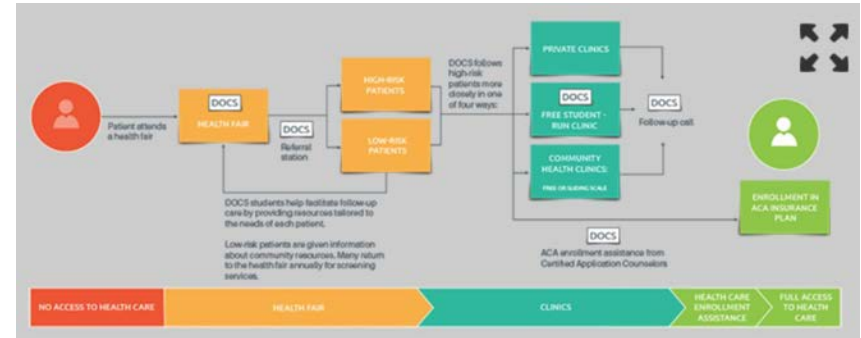 Patient attends
a health fair
DOCS
HEALTH FAIR
DOCS
Referral
station
HIGH-RISK
PATIENTS
LOW-RISK
PATIENTS
DOCS students help facilitate follow-up
care by providing resources tailored to
the needs of each patient.
Low-risk patients are given information
about community resources. Many return
to the health fair annually for screening
services.
DOCS follows
high-risk
patients more
closely in one
of four ways:
PRIVATE CLINICS
DOCS
FREE STUDENT -
RUN CLINIC
COMMUNITY
HEALTH CLINICS:
FREE OR SLIDING SCALE
DOCS
Follow-up call
DOCS
ACA enrollment assistance from
Certified Application Counselors
ENROLLMENT IN
ACA INSURANCE
PLAN
NO ACCESS TO HEALTH CARE
HEALTH FAIR
CLINICS
HEALTH CARE
ENROLLMENT
ASSISTANCE
FULL ACCESS
TO HEALTH
CARE